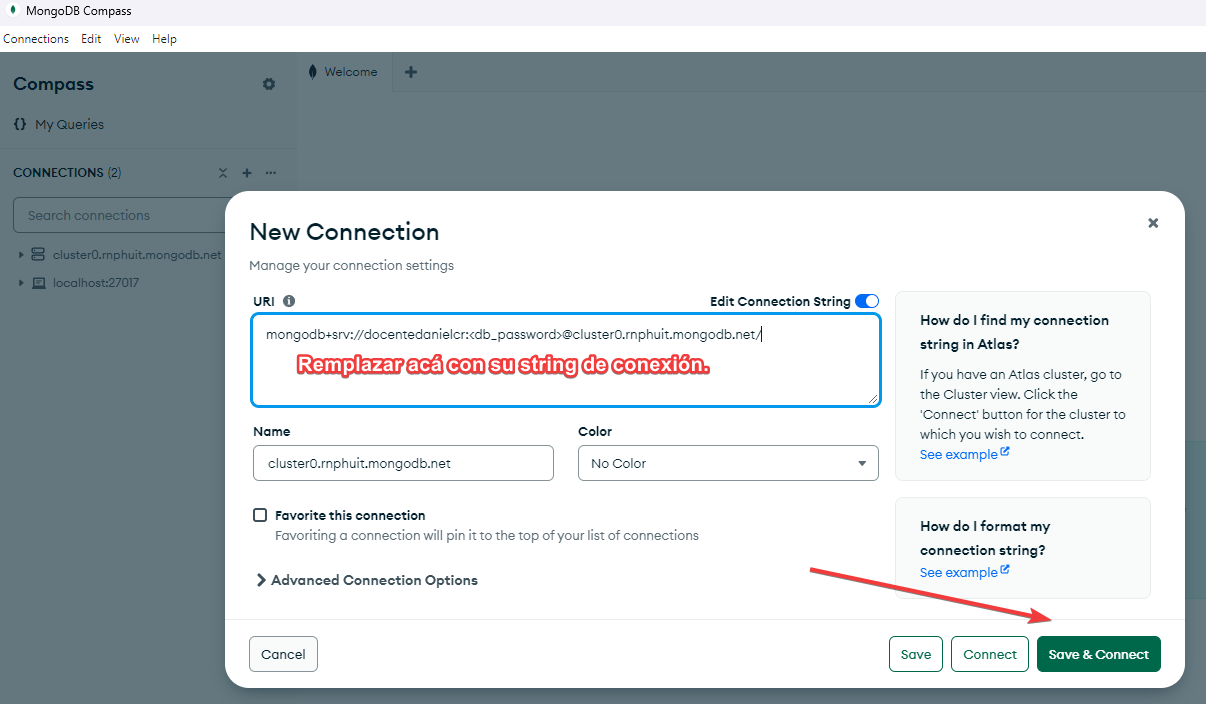 MongoDB Compass
Connections Edit View Help
Compass
Welcome
{} My Queries
CONNECTIONS (2)
Search connections
cluster0.rnphuit.mongodb.net
localhost:27017
New Connection
Manage your connection settings
URI
Edit Connection String
mongodb+srv://docentedanielcr:<db_password>@cluster0.rnphuit.mongodb.net/
Remplazar acá con su string de conexión.
Name
Color
cluster0.rnphuit.mongodb.net
No Color
Favorite this connection
Favoriting a connection will pin it to the top of your list of connections
Advanced Connection Options
How do I find my connection
string in Atlas?
If you have an Atlas cluster, go to
the Cluster view. Click the
'Connect' button for the cluster to
which you wish to connect.
See example
How do I format my
connection string?
See example
Cancel
Save
Connect
Save & Connect